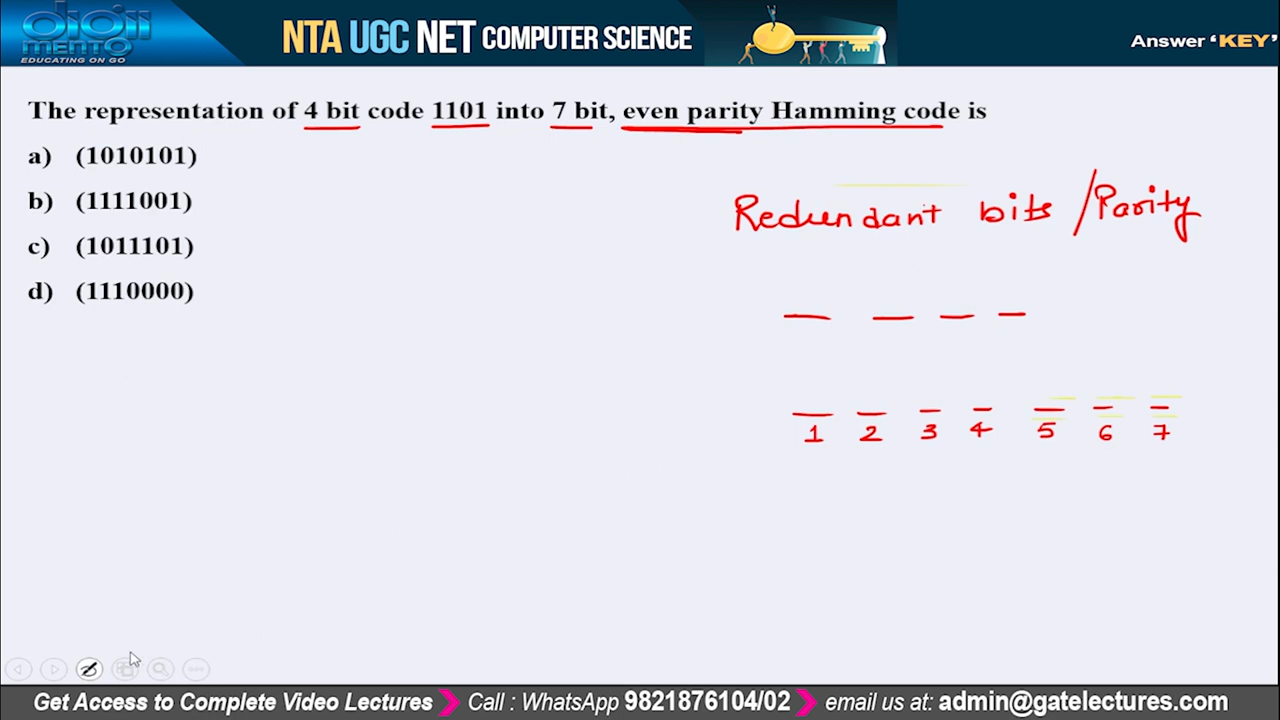 DIGII
MENTO
EDUCATING ON GO
NTA UGC NET COMPUTER SCIENCE
Answer ‘KEY’
The representation of 4 bit code 1101 into 7 bit, even parity Hamming code is
a) (1010101)
b) (1111001)
c) (1011101)
d) (1110000)
Redundant bits / Parity
1 2 3 4 5 6 7
Get Access to Complete Video Lectures Call : WhatsApp 9821876104/02 email us at: admin@gatelectures.com